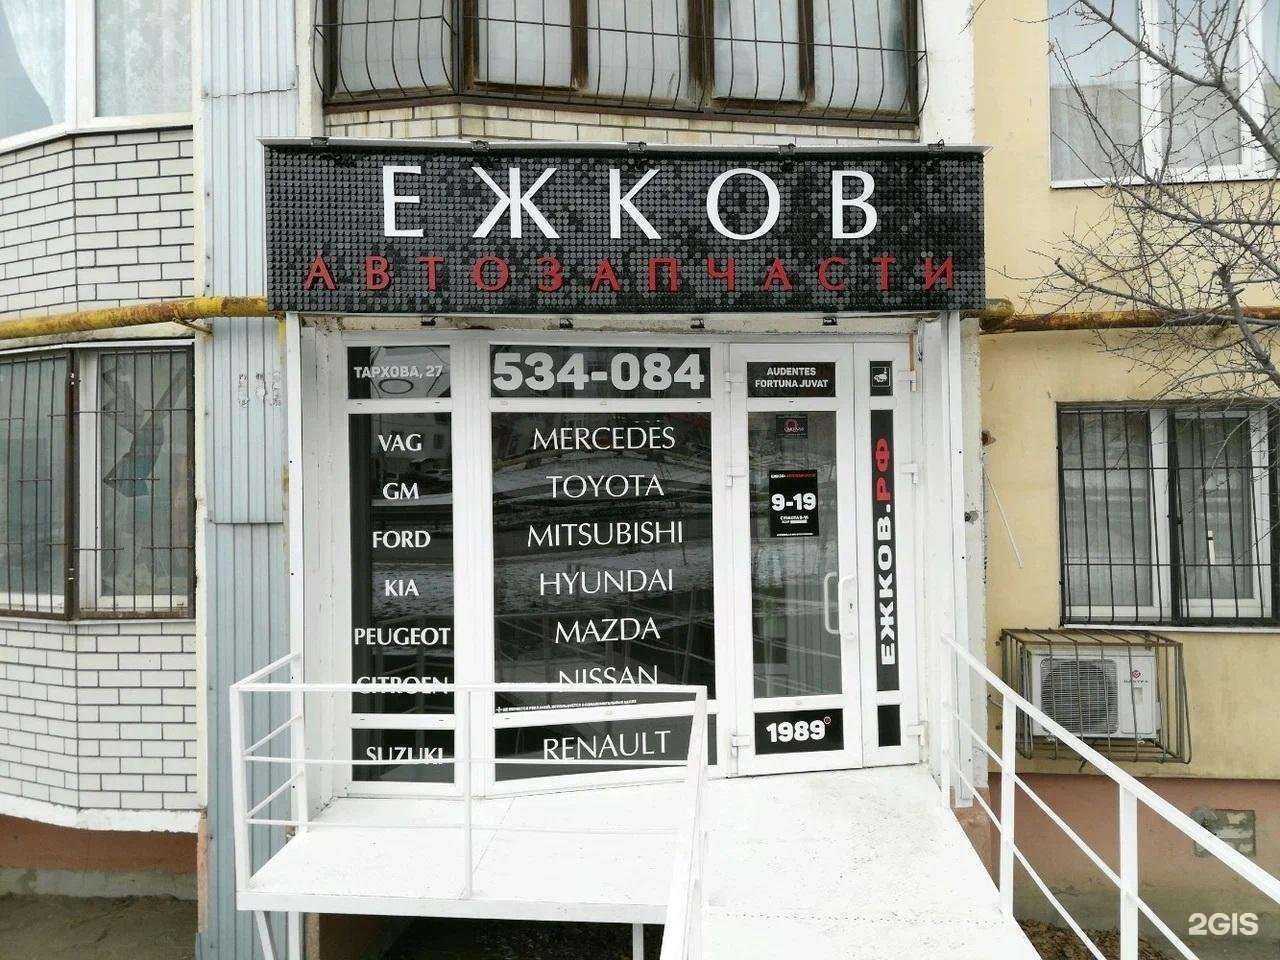 ЕЖКОВ
АВТОЗАПЧАСТИ
ТАРХОВА, 27
534-084
AUDENTES
FORTUNA JUVAT
VAG
GM
FORD
KIA
PEUGEOT
CITROEN
SUZUKI
MERCEDES
TOYOTA
MITSUBISHI
HYUNDAI
MAZDA
NISSAN
RENAULT
9-19
1989
ЕЖКОВ.РФ
2GIS